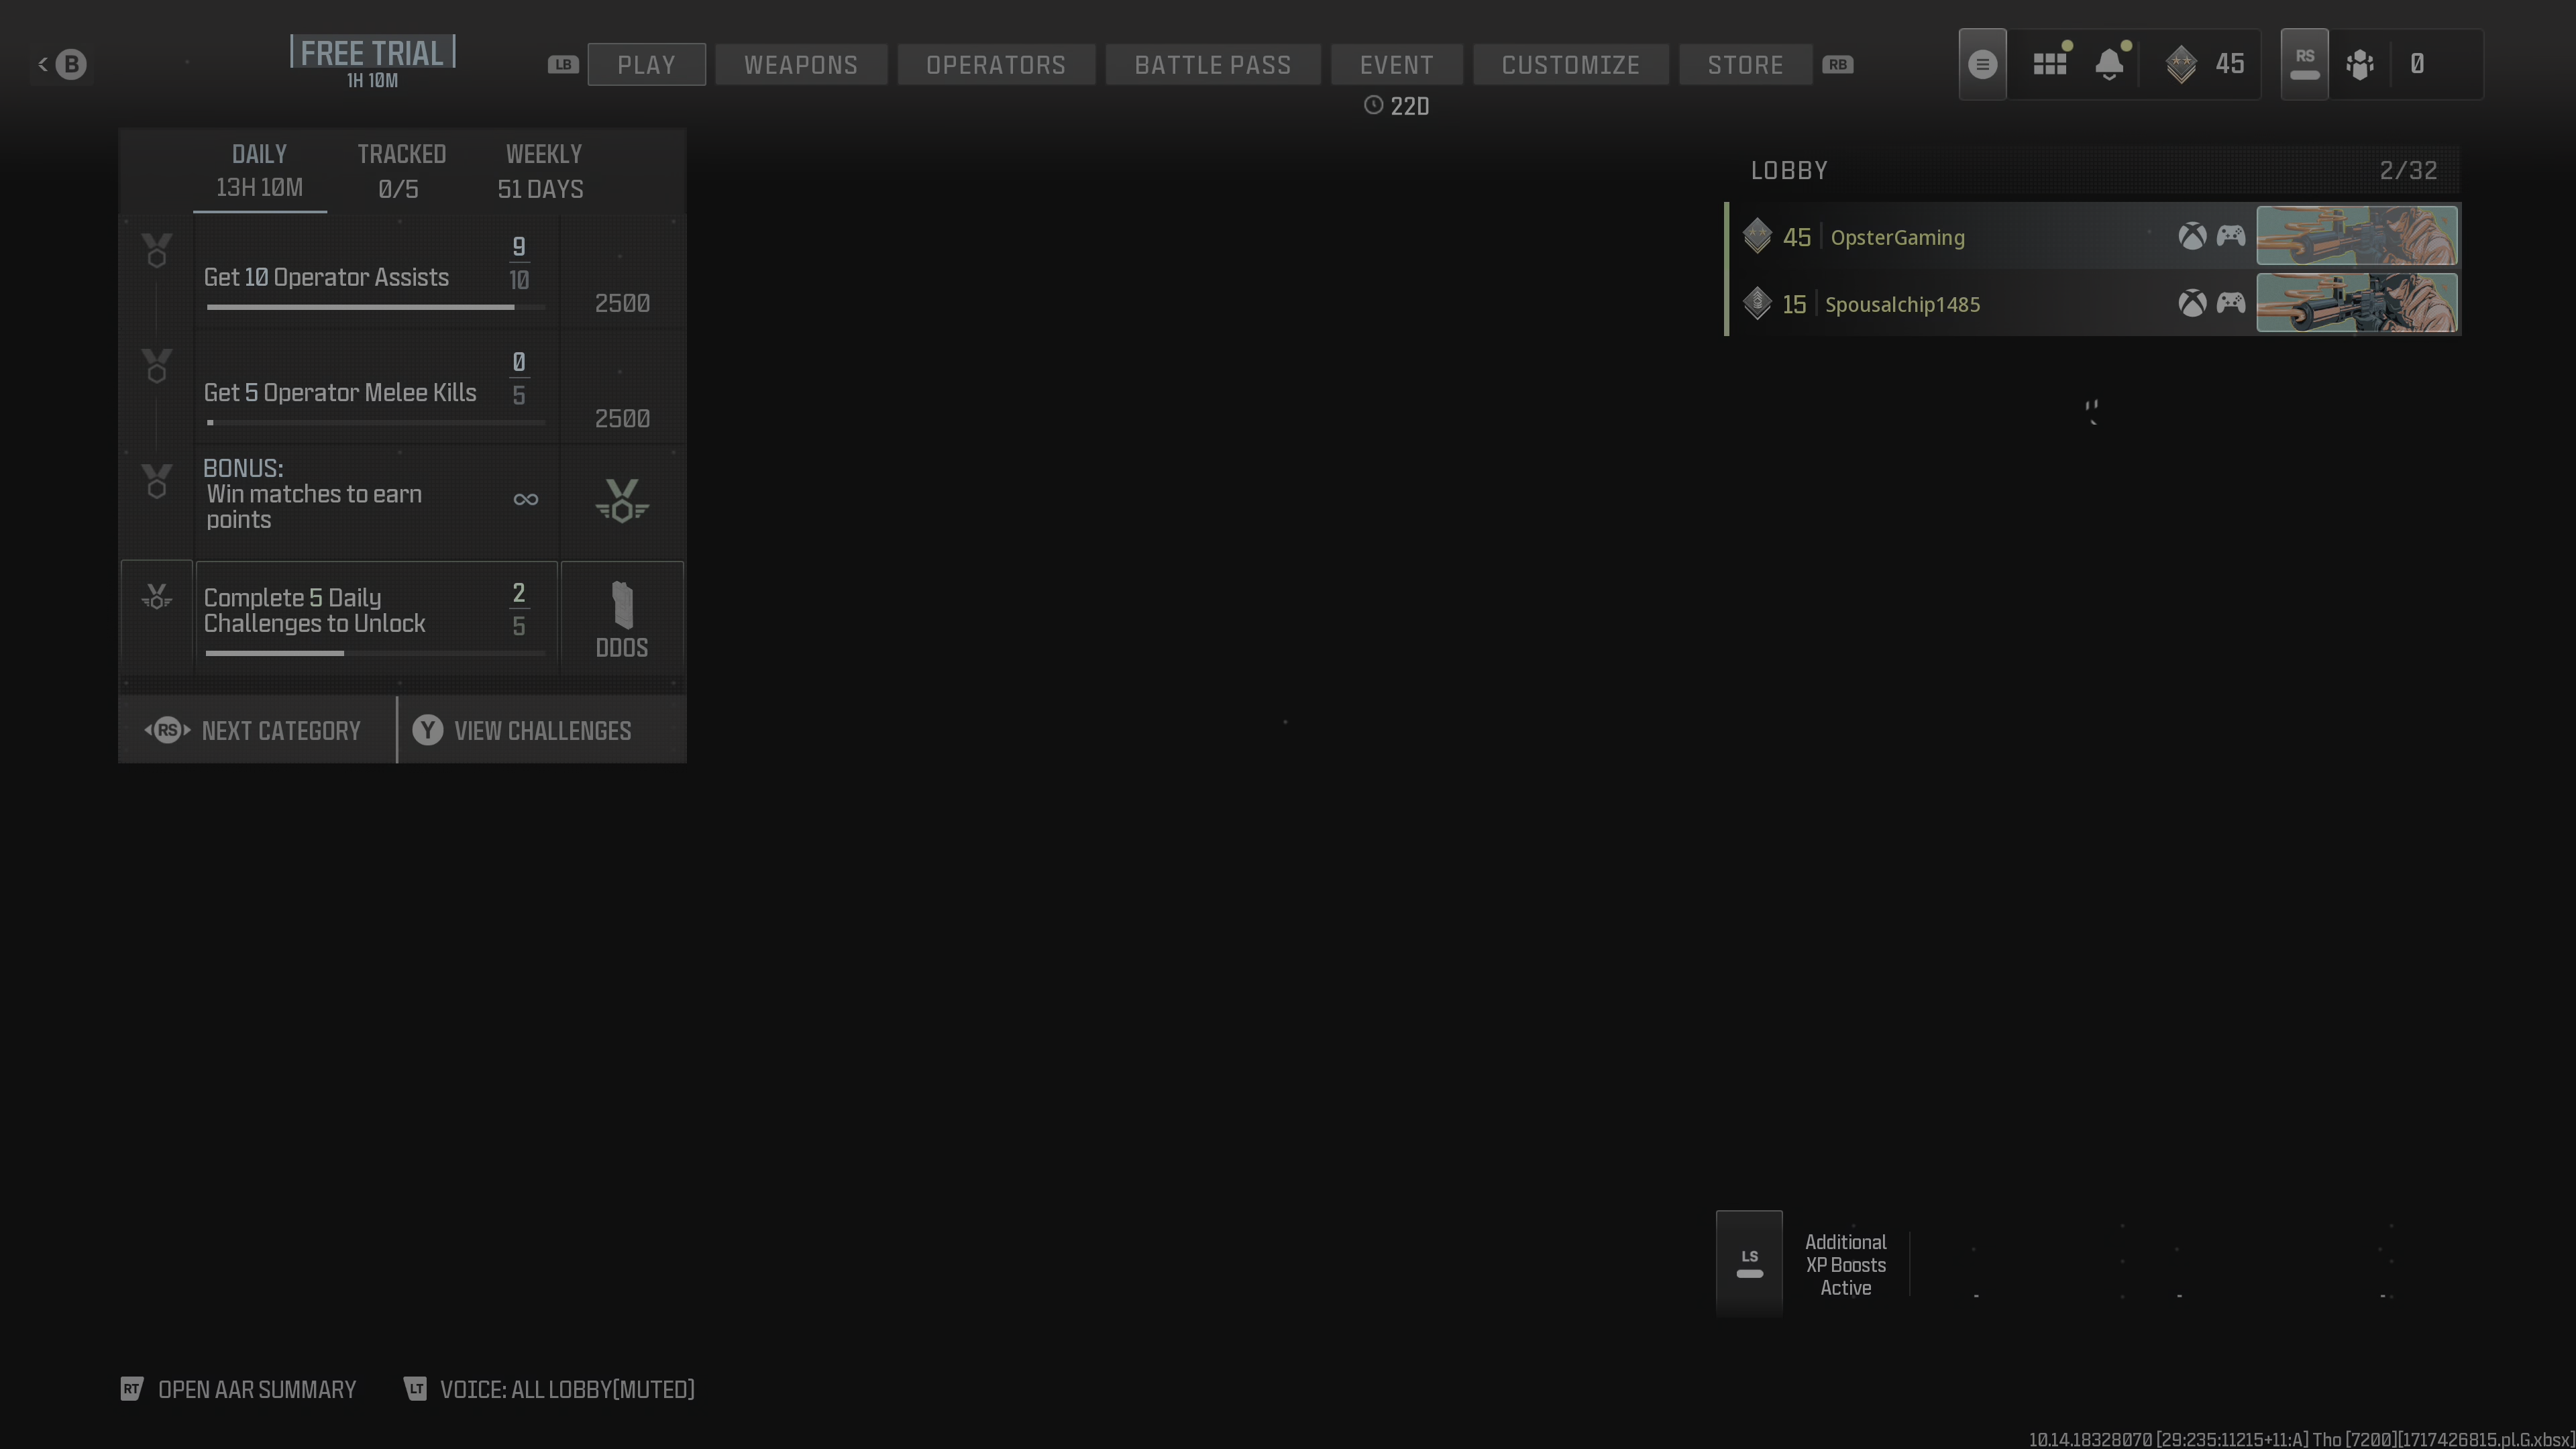 B
FREE TRIAL
1H 10M
LB
PLAY
WEAPONS
OPERATORS
BATTLE PASS
EVENT
CUSTOMIZE
STORE
RB
22D
45
RS
0
DAILY
13H 10M
TRACKED
0/5
WEEKLY
51 DAYS
Get 10 Operator Assists
9
10
2500
Get 5 Operator Melee Kills
0
5
2500
BONUS:
Win matches to earn
points
∞
Complete 5 Daily
Challenges to Unlock
2
5
DDOS
RS NEXT CATEGORY
Y VIEW CHALLENGES
LOBBY
2/32
45 OpsterGaming
15 Spousalchip1485
LS
Additional
XP Boosts
Active
RT OPEN AAR SUMMARY
LT VOICE: ALL LOBBY[MUTED]
10.14.18328070 [29:235:11215+11:A] Tho [7200][1717426815.pl.G.xbsx]